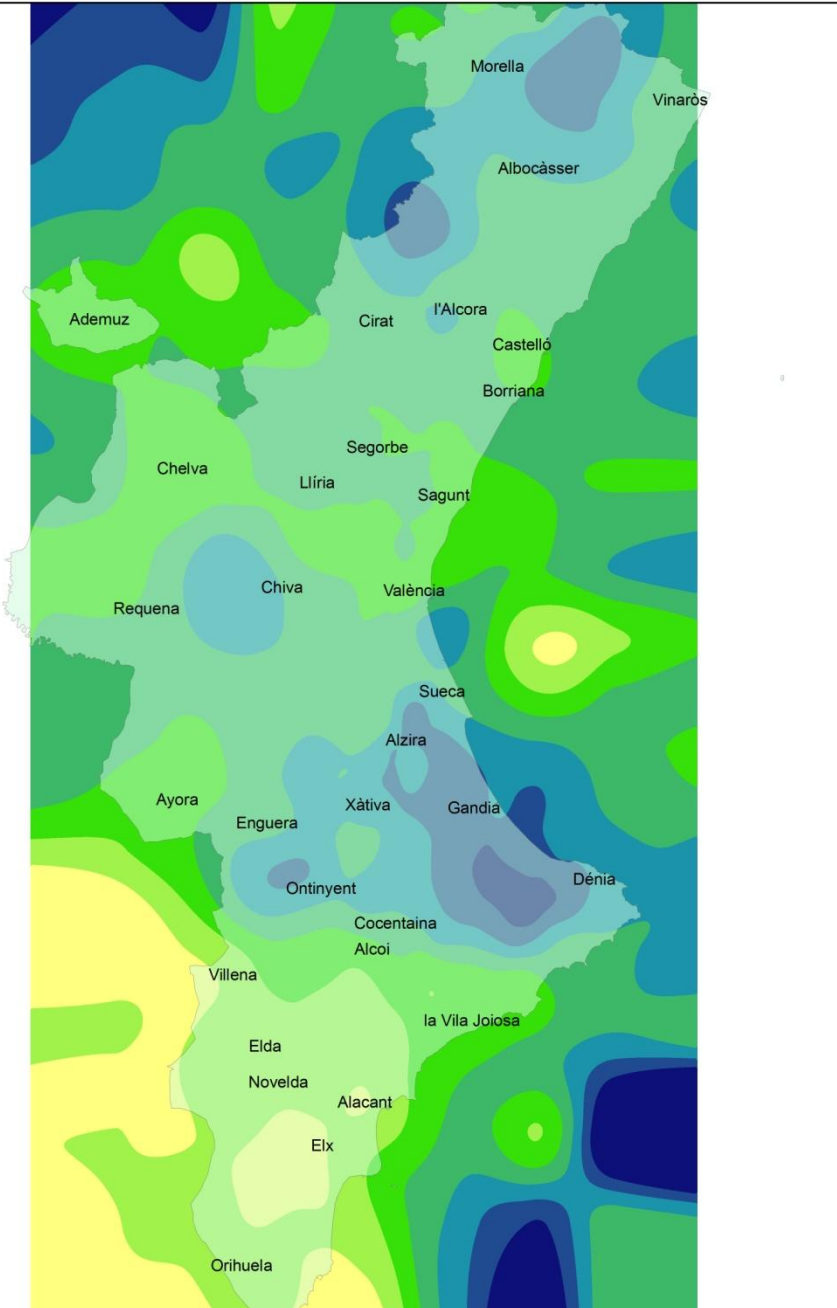 Morella
Vinaròs
Albocàsser
l'Alcora
Ademuz
Cirat
Castelló
Borriana
Segorbe
Chelva
Llíria
Sagunt
Chiva
València
Requena
Sueca
Alzira
Ayora
Xàtiva
Gandia
Enguera
Dénia
Ontinyent
Cocentaina
Alcoi
Villena
la Vila Joiosa
Elda
Novelda
Alacant
Elx
Orihuela